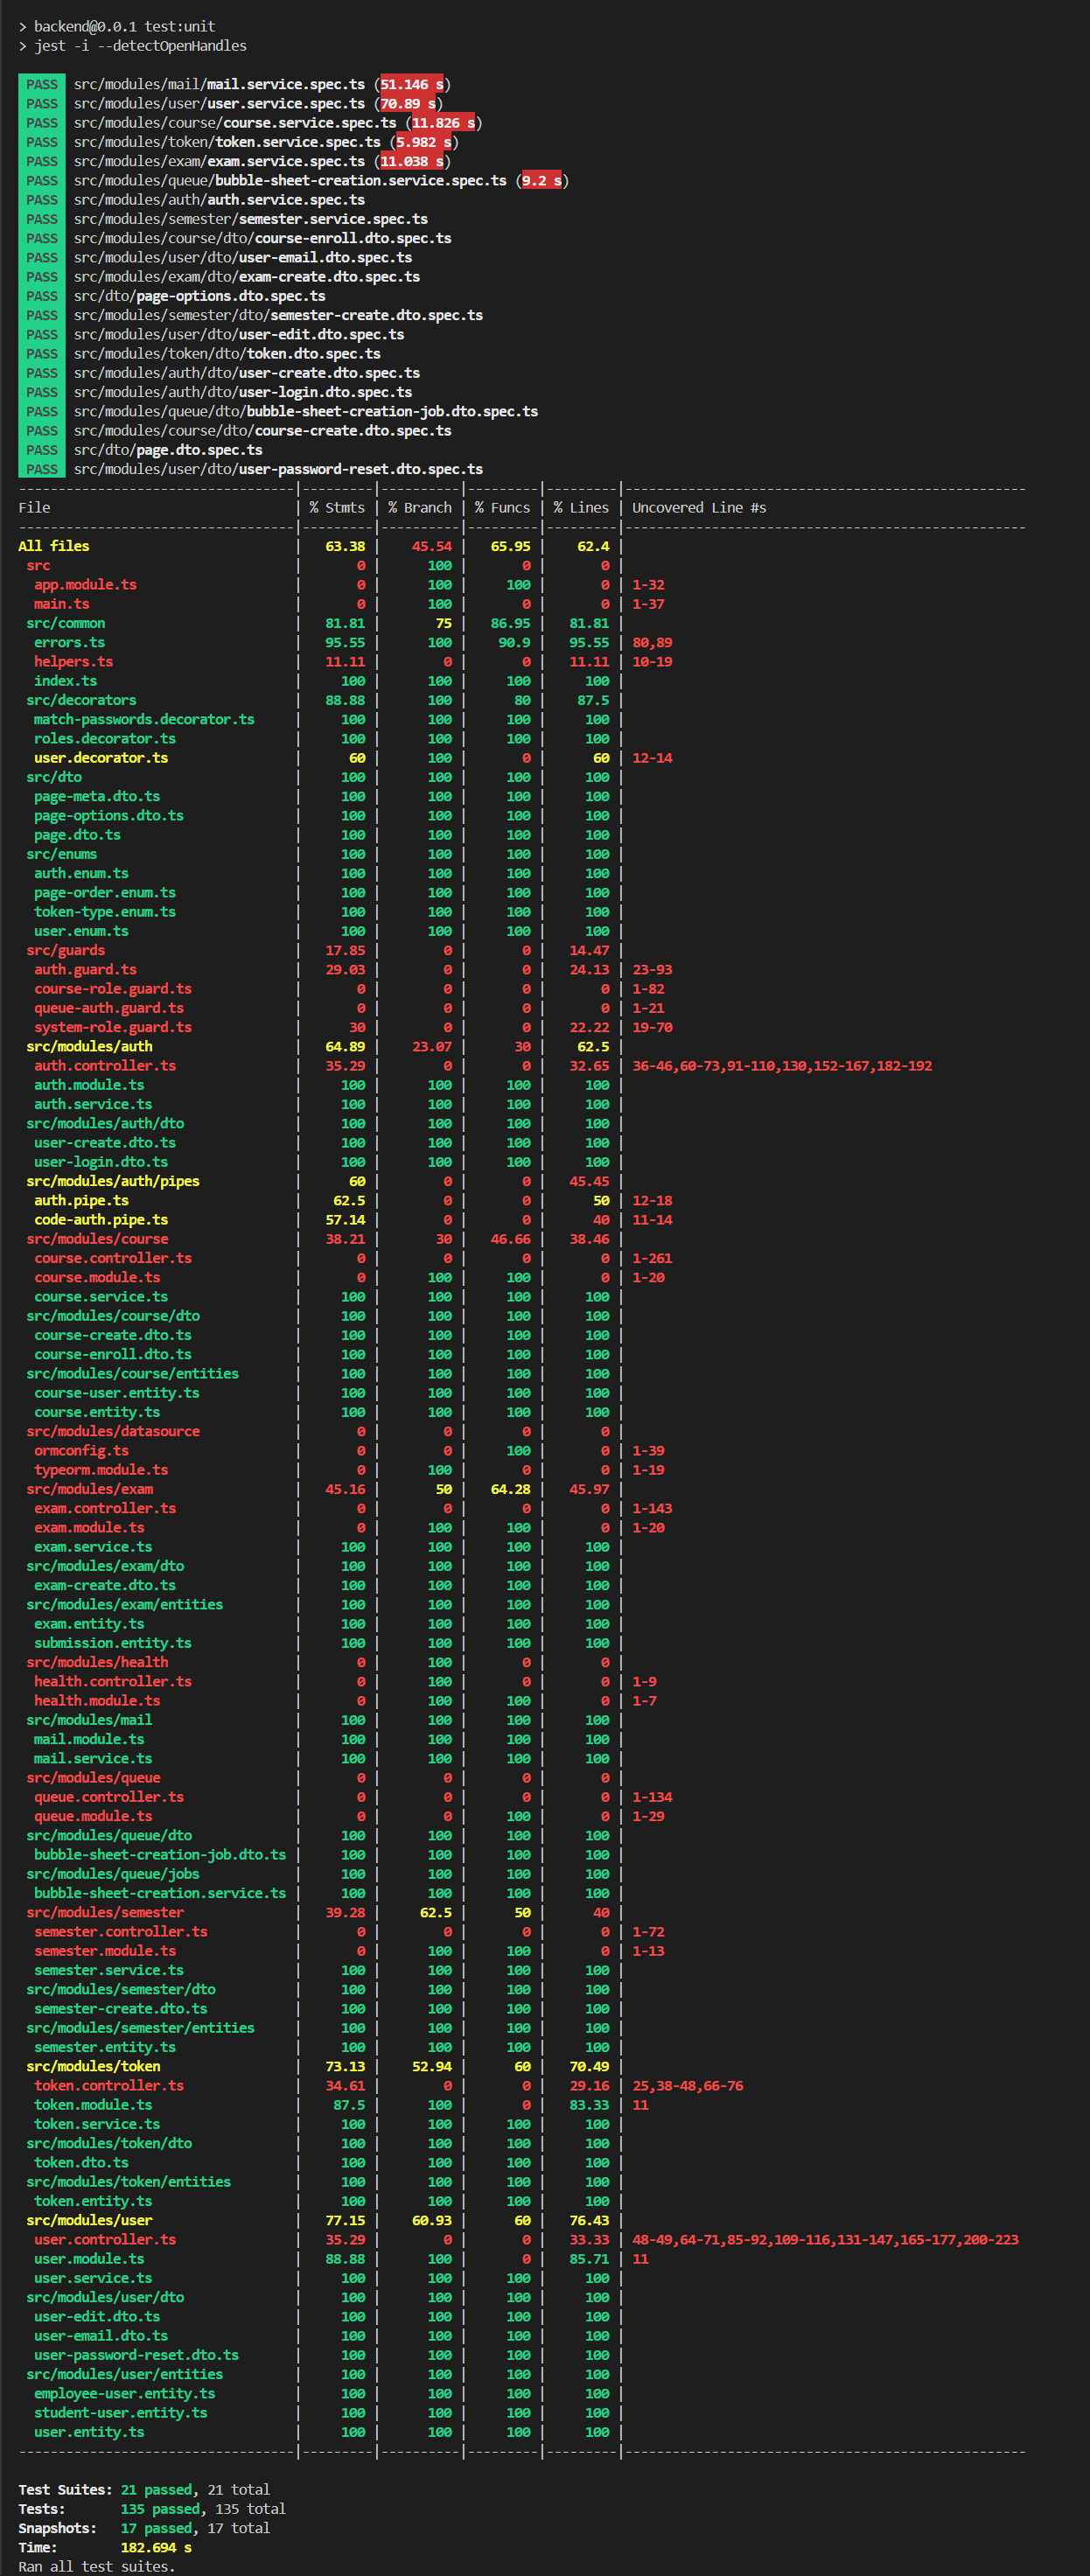 > backend@0.0.1 test:unit
> jest -i --detectOpenHandles
PASS src/modules/mail/mail.service.spec.ts (51.146 s)
PASS src/modules/user/user.service.spec.ts (70.89 s)
PASS src/modules/course/course.service.spec.ts (11.826 s)
PASS src/modules/token/token.service.spec.ts (5.982 s)
PASS src/modules/exam/exam.service.spec.ts (11.038 s)
PASS src/modules/queue/bubble-sheet-creation.service.spec.ts (9.2 s)
PASS src/modules/auth/auth.service.spec.ts
PASS src/modules/semester/semester.service.spec.ts
PASS src/modules/course/dto/course-enroll.dto.spec.ts
PASS src/modules/user/dto/user-email.dto.spec.ts
PASS src/modules/exam/dto/exam-create.dto.spec.ts
PASS src/dto/page-options.dto.spec.ts
PASS src/modules/semester/dto/semester-create.dto.spec.ts
PASS src/modules/user/dto/user-edit.dto.spec.ts
PASS src/modules/token/dto/token.dto.spec.ts
PASS src/modules/auth/dto/user-create.dto.spec.ts
PASS src/modules/auth/dto/user-login.dto.spec.ts
PASS src/modules/queue/dto/bubble-sheet-creation-job.dto.spec.ts
PASS src/modules/course/dto/course-create.dto.spec.ts
PASS src/dto/page.dto.spec.ts
PASS src/modules/user/dto/user-password-reset.dto.spec.ts
-----------------------------------|---------|----------|---------|---------|---------------------------------------------------
File | % Stmts | % Branch | % Funcs | % Lines | Uncovered Line #s
-----------------------------------|---------|----------|---------|---------|---------------------------------------------------
All files | 63.38 | 45.54 | 65.95 | 62.4 |
src | 0 | 100 | 0 | 0 |
app.module.ts | 0 | 100 | 100 | 0 | 1-32
main.ts | 0 | 100 | 0 | 0 | 1-37
src/common | 81.81 | 75 | 86.95 | 81.81 |
errors.ts | 95.55 | 100 | 90.9 | 95.55 | 80,89
helpers.ts | 11.11 | 0 | 0 | 11.11 | 10-19
index.ts | 100 | 100 | 100 | 100 |
src/decorators | 88.88 | 100 | 80 | 87.5 |
match-passwords.decorator.ts | 100 | 100 | 100 | 100 |
roles.decorator.ts | 100 | 100 | 100 | 100 |
user.decorator.ts | 60 | 100 | 0 | 60 | 12-14
src/dto | 100 | 100 | 100 | 100 |
page-meta.dto.ts | 100 | 100 | 100 | 100 |
page-options.dto.ts | 100 | 100 | 100 | 100 |
page.dto.ts | 100 | 100 | 100 | 100 |
src/enums | 100 | 100 | 100 | 100 |
auth.enum.ts | 100 | 100 | 100 | 100 |
page-order.enum.ts | 100 | 100 | 100 | 100 |
token-type.enum.ts | 100 | 100 | 100 | 100 |
user.enum.ts | 100 | 100 | 100 | 100 |
src/guards | 17.85 | 0 | 0 | 14.47 |
auth.guard.ts | 29.03 | 0 | 0 | 24.13 | 23-93
course-role.guard.ts | 0 | 0 | 0 | 0 | 1-82
queue-auth.guard.ts | 0 | 0 | 0 | 0 | 1-21
system-role.guard.ts | 30 | 0 | 0 | 22.22 | 19-70
src/modules/auth | 64.89 | 23.07 | 30 | 62.5 |
auth.controller.ts | 35.29 | 0 | 0 | 32.65 | 36-46,60-73,91-110,130,152-167,182-192
auth.module.ts | 100 | 100 | 100 | 100 |
auth.service.ts | 100 | 100 | 100 | 100 |
src/modules/auth/dto | 100 | 100 | 100 | 100 |
user-create.dto.ts | 100 | 100 | 100 | 100 |
user-login.dto.ts | 100 | 100 | 100 | 100 |
src/modules/auth/pipes | 60 | 0 | 0 | 45.45 |
auth.pipe.ts | 62.5 | 0 | 0 | 50 | 12-18
code-auth.pipe.ts | 57.14 | 0 | 0 | 40 | 11-14
src/modules/course | 38.21 | 30 | 46.66 | 38.46 |
course.controller.ts | 0 | 0 | 0 | 0 | 1-261
course.module.ts | 0 | 100 | 100 | 0 | 1-20
course.service.ts | 100 | 100 | 100 | 100 |
src/modules/course/dto | 100 | 100 | 100 | 100 |
course-create.dto.ts | 100 | 100 | 100 | 100 |
course-enroll.dto.ts | 100 | 100 | 100 | 100 |
src/modules/course/entities | 100 | 100 | 100 | 100 |
course-user.entity.ts | 100 | 100 | 100 | 100 |
course.entity.ts | 100 | 100 | 100 | 100 |
src/modules/datasource | 0 | 0 | 0 | 0 |
ormconfig.ts | 0 | 0 | 100 | 0 | 1-39
typeorm.module.ts | 0 | 100 | 0 | 0 | 1-19
src/modules/exam | 45.16 | 50 | 64.28 | 45.97 |
exam.controller.ts | 0 | 0 | 0 | 0 | 1-143
exam.module.ts | 0 | 100 | 100 | 0 | 1-20
exam.service.ts | 100 | 100 | 100 | 100 |
src/modules/exam/dto | 100 | 100 | 100 | 100 |
exam-create.dto.ts | 100 | 100 | 100 | 100 |
src/modules/exam/entities | 100 | 100 | 100 | 100 |
exam.entity.ts | 100 | 100 | 100 | 100 |
submission.entity.ts | 100 | 100 | 100 | 100 |
src/modules/health | 0 | 100 | 0 | 0 |
health.controller.ts | 0 | 100 | 0 | 0 | 1-9
health.module.ts | 0 | 100 | 100 | 0 | 1-7
src/modules/mail | 100 | 100 | 100 | 100 |
mail.module.ts | 100 | 100 | 100 | 100 |
mail.service.ts | 100 | 100 | 100 | 100 |
src/modules/queue | 0 | 0 | 0 | 0 |
queue.controller.ts | 0 | 0 | 0 | 0 | 1-134
queue.module.ts | 0 | 0 | 100 | 0 | 1-29
src/modules/queue/dto | 100 | 100 | 100 | 100 |
bubble-sheet-creation-job.dto.ts | 100 | 100 | 100 | 100 |
src/modules/queue/jobs | 100 | 100 | 100 | 100 |
bubble-sheet-creation.service.ts | 100 | 100 | 100 | 100 |
src/modules/semester | 39.28 | 62.5 | 50 | 40 |
semester.controller.ts | 0 | 0 | 0 | 0 | 1-72
semester.module.ts | 0 | 100 | 100 | 0 | 1-13
semester.service.ts | 100 | 100 | 100 | 100 |
src/modules/semester/dto | 100 | 100 | 100 | 100 |
semester-create.dto.ts | 100 | 100 | 100 | 100 |
src/modules/semester/entities | 100 | 100 | 100 | 100 |
semester.entity.ts | 100 | 100 | 100 | 100 |
src/modules/token | 73.13 | 52.94 | 60 | 70.49 |
token.controller.ts | 34.61 | 0 | 0 | 29.16 | 25,38-48,66-76
token.module.ts | 87.5 | 100 | 0 | 83.33 | 11
token.service.ts | 100 | 100 | 100 | 100 |
src/modules/token/dto | 100 | 100 | 100 | 100 |
token.dto.ts | 100 | 100 | 100 | 100 |
src/modules/token/entities | 100 | 100 | 100 | 100 |
token.entity.ts | 100 | 100 | 100 | 100 |
src/modules/user | 77.15 | 60.93 | 60 | 76.43 |
user.controller.ts | 35.29 | 0 | 0 | 33.33 | 48-49,64-71,85-92,109-116,131-147,165-177,200-223
user.module.ts | 88.88 | 100 | 0 | 85.71 | 11
user.service.ts | 100 | 100 | 100 | 100 |
src/modules/user/dto | 100 | 100 | 100 | 100 |
user-edit.dto.ts | 100 | 100 | 100 | 100 |
user-email.dto.ts | 100 | 100 | 100 | 100 |
user-password-reset.dto.ts | 100 | 100 | 100 | 100 |
src/modules/user/entities | 100 | 100 | 100 | 100 |
employee-user.entity.ts | 100 | 100 | 100 | 100 |
student-user.entity.ts | 100 | 100 | 100 | 100 |
user.entity.ts | 100 | 100 | 100 | 100 |
-----------------------------------|---------|----------|---------|---------|---------------------------------------------------
Test Suites: 21 passed, 21 total
Tests: 135 passed, 135 total
Snapshots: 17 passed, 17 total
Time: 182.694 s
Ran all test suites.